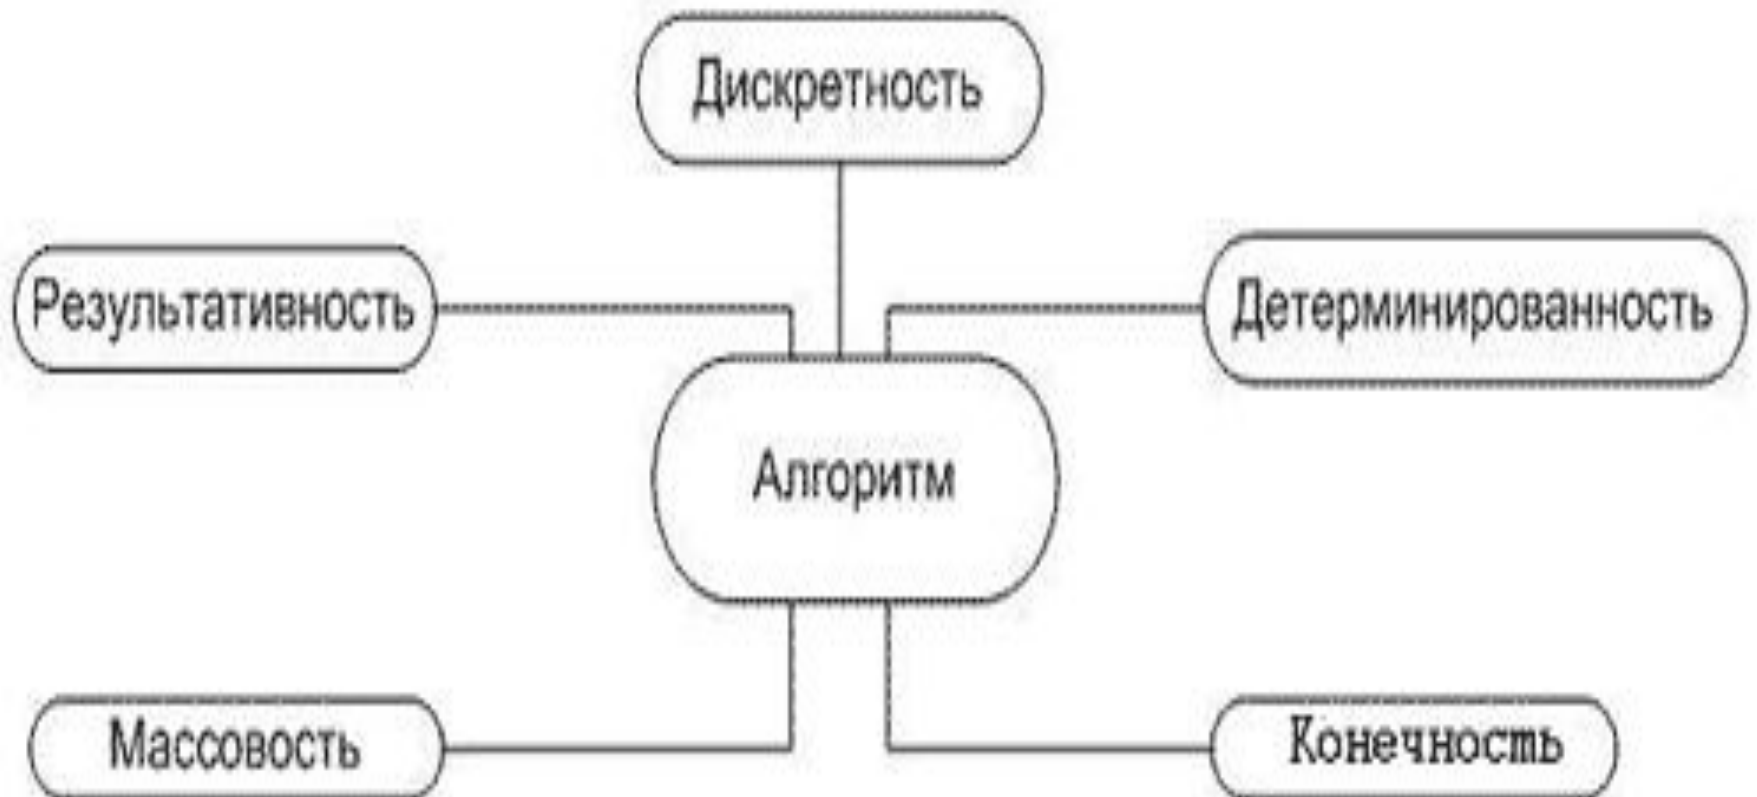 Дискретность
Результативность
Детерминированность
Алгоритм
Массовость
Конечность